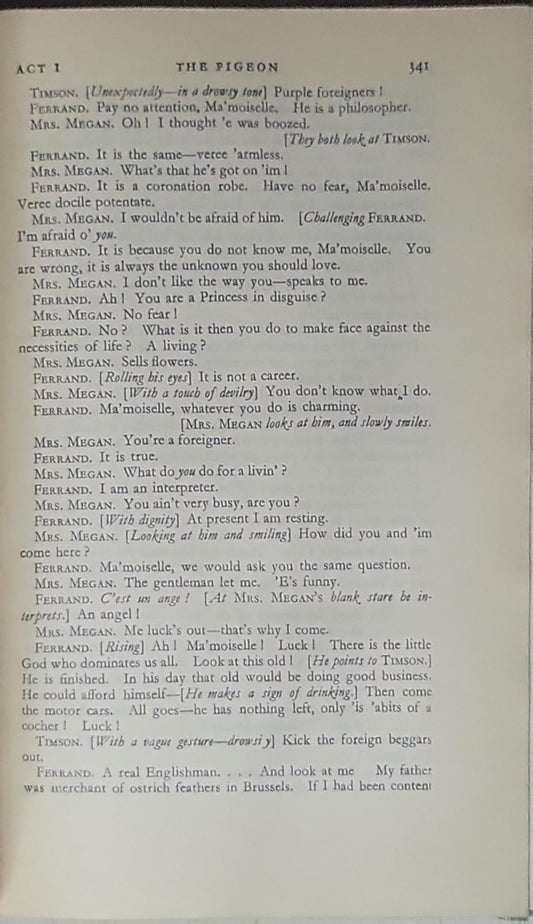 ACT I THE PIGEON 341
TIMSON. [Unexpectedly—in a drowsy tone] Purple foreigners !
FERRAND. Pay no attention, Ma'moiselle. He is a philosopher.
MRS. MEGAN. Oh ! I thought 'e was boozed.
[They both look at TIMSON.
FERRAND. It is the same—veree 'armless.
MRS. MEGAN. What's that he's got on 'im !
FERRAND. It is a coronation robe. Have no fear, Ma'moiselle.
Veree docile potentate.
MRS. MEGAN. I wouldn't be afraid of him. [Challenging FERRAND.
I'm afraid o' you.
FERRAND. It is because you do not know me, Ma'moiselle. You
are wrong, it is always the unknown you should love.
MRS. MEGAN. I don't like the way you—speaks to me.
FERRAND. Ah ! You are a Princess in disguise ?
MRS. MEGAN. No fear !
FERRAND. No ? What is it then you do to make face against the
necessities of life ? A living ?
MRS. MEGAN. Sells flowers.
FERRAND. [Rolling his eyes] It is not a career.
MRS. MEGAN. [With a touch of devilry] You don't know what I do.
FERRAND. Ma'moiselle, whatever you do is charming.
[MRS. MEGAN looks at him, and slowly smiles.
MRS. MEGAN. You're a foreigner.
FERRAND. It is true.
MRS. MEGAN. What do you do for a livin' ?
FERRAND. I am an interpreter.
MRS. MEGAN. You ain't very busy, are you ?
FERRAND. [With dignity] At present I am resting.
MRS. MEGAN. [Looking at him and smiling] How did you and 'im
come here ?
FERRAND. Ma'moiselle, we would ask you the same question.
MRS. MEGAN. The gentleman let me. 'E's funny.
FERRAND. C'est un ange ! [At MRS. MEGAN'S blank stare he in-
terprets.] An angel !
MRS. MEGAN. Me luck's out—that's why I come.
FERRAND. [Rising] Ah ! Ma'moiselle ! Luck ! There is the little
God who dominates us all. Look at this old ! [He points to TIMSON.]
He is finished. In his day that old would be doing good business.
He could afford himself—[He makes a sign of drinking.] Then come
the motor cars. All goes—he has nothing left, only 'is 'abits of a
cocher ! Luck !
TIMSON. [With a vague gesture—drowsily] Kick the foreign beggars
out.
FERRAND. A real Englishman. . . . And look at me My father
was merchant of ostrich feathers in Brussels. If I had been content